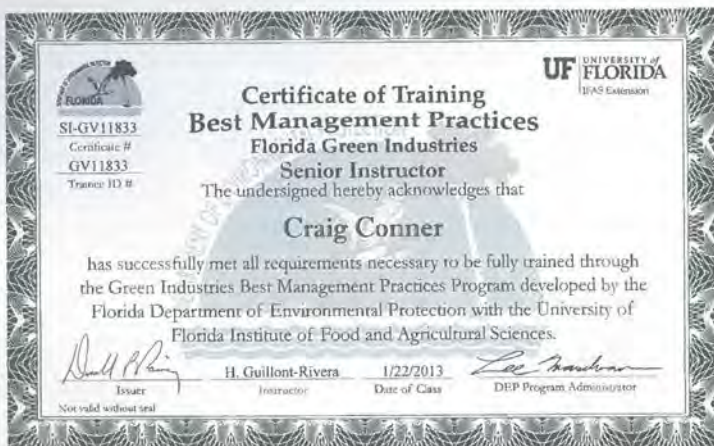 FLORIDA
SI-GV11833
Certificate #
GV11833
Trainee ID #
UF UNIVERSITY of FLORIDA
IFAS Extension
Certificate of Training
Best Management Practices
Florida Green Industries
Senior Instructor
The undersigned hereby acknowledges that
Craig Conner
has successfully met all requirements necessary to be fully trained through
the Green Industries Best Management Practices Program developed by the
Florida Department of Environmental Protection with the University of
Florida Institute of Food and Agricultural Sciences.
H. Guillont-Rivera 1/22/2013
Issuer Instructor Date of Class DEP Program Administrator
Not valid without seal